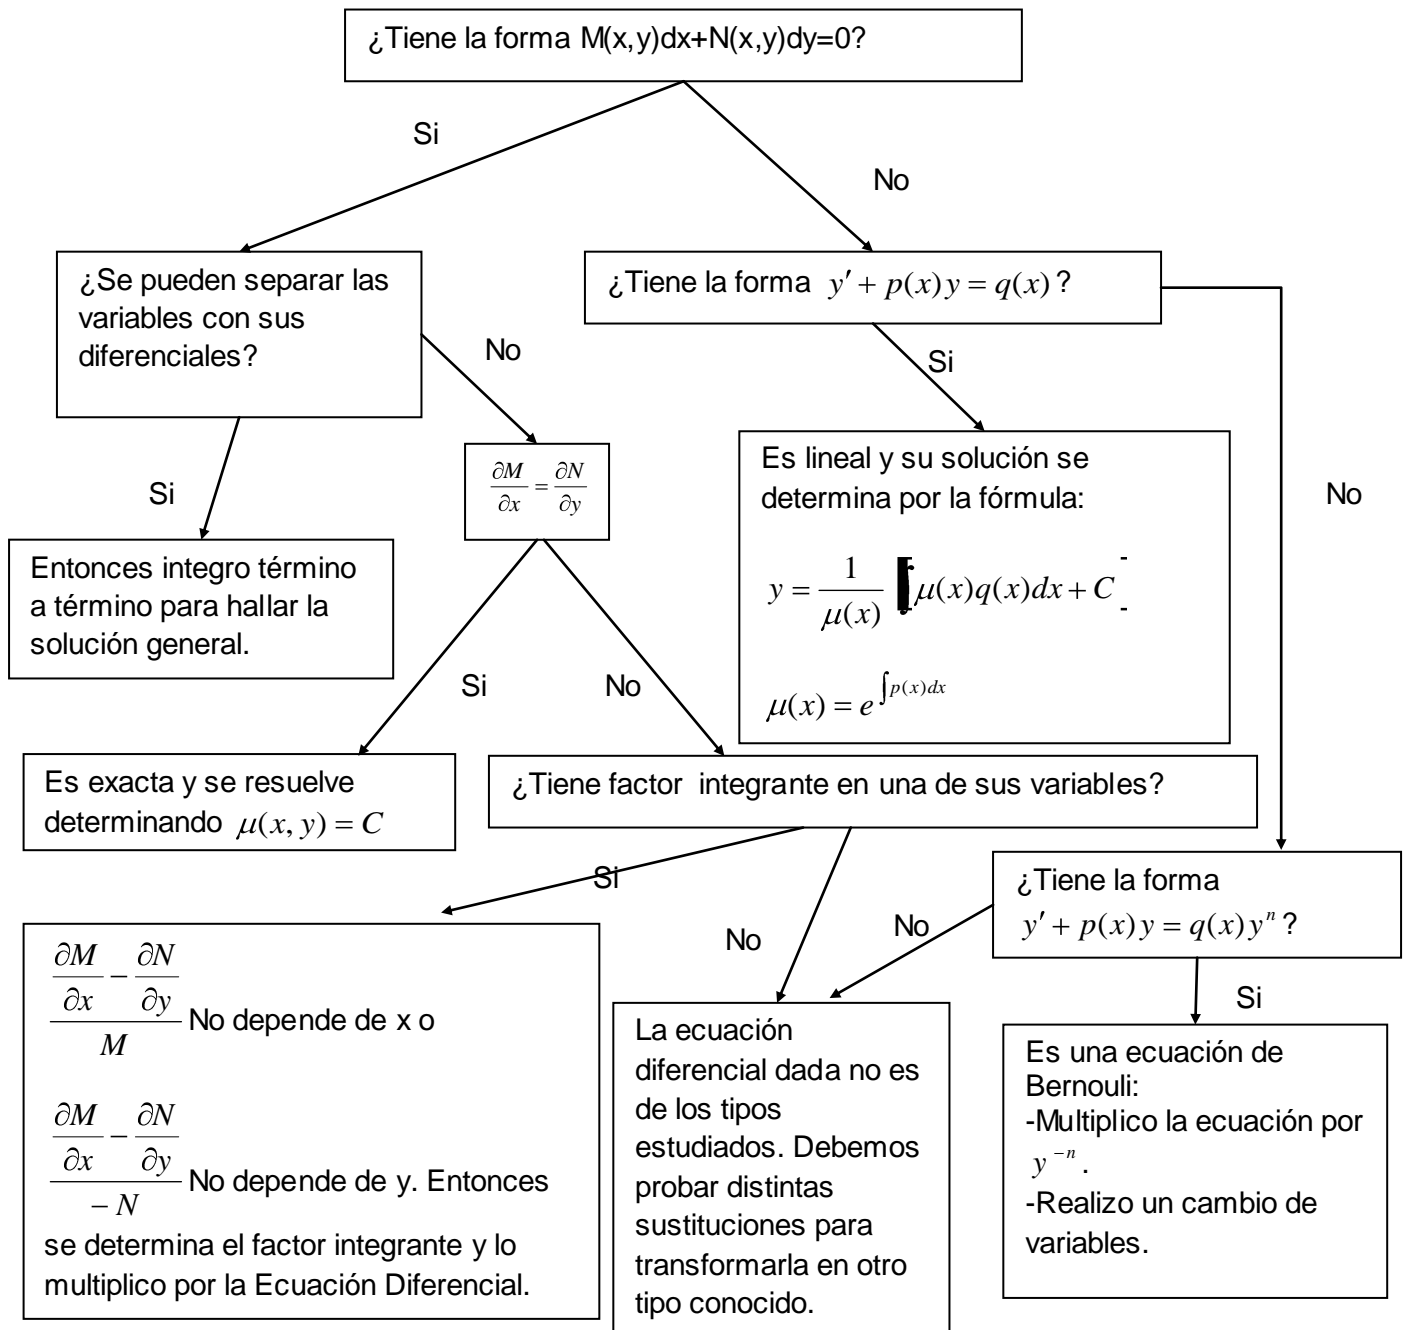 ¿Tiene la forma M(x,y)dx+N(x,y)dy=0?
Si
No
¿Se pueden separar las
variables con sus
diferenciales?
¿Tiene la forma y′ + p(x)y = q(x)?
No
Si
Si
∂M/∂x = ∂N/∂y
Es lineal y su solución se
determina por la fórmula:
y = 1/μ(x) [∫μ(x)q(x)dx + C]
μ(x) = e^∫p(x)dx
No
Entonces integro término
a término para hallar la
solución general.
Si
No
Es exacta y se resuelve
determinando μ(x, y) = C
¿Tiene factor integrante en una de sus variables?
Si
No
No
¿Tiene la forma
y′ + p(x)y = q(x)y^n?
Si
(∂M/∂x − ∂N/∂y)/M No depende de x o
(∂M/∂x − ∂N/∂y)/−N No depende de y. Entonces
se determina el factor integrante y lo
multiplico por la Ecuación Diferencial.
La ecuación
diferencial dada no es
de los tipos
estudiados. Debemos
probar distintas
sustituciones para
transformarla en otro
tipo conocido.
Es una ecuación de
Bernouli:
-Multiplico la ecuación por
y^−n.
-Realizo un cambio de
variables.